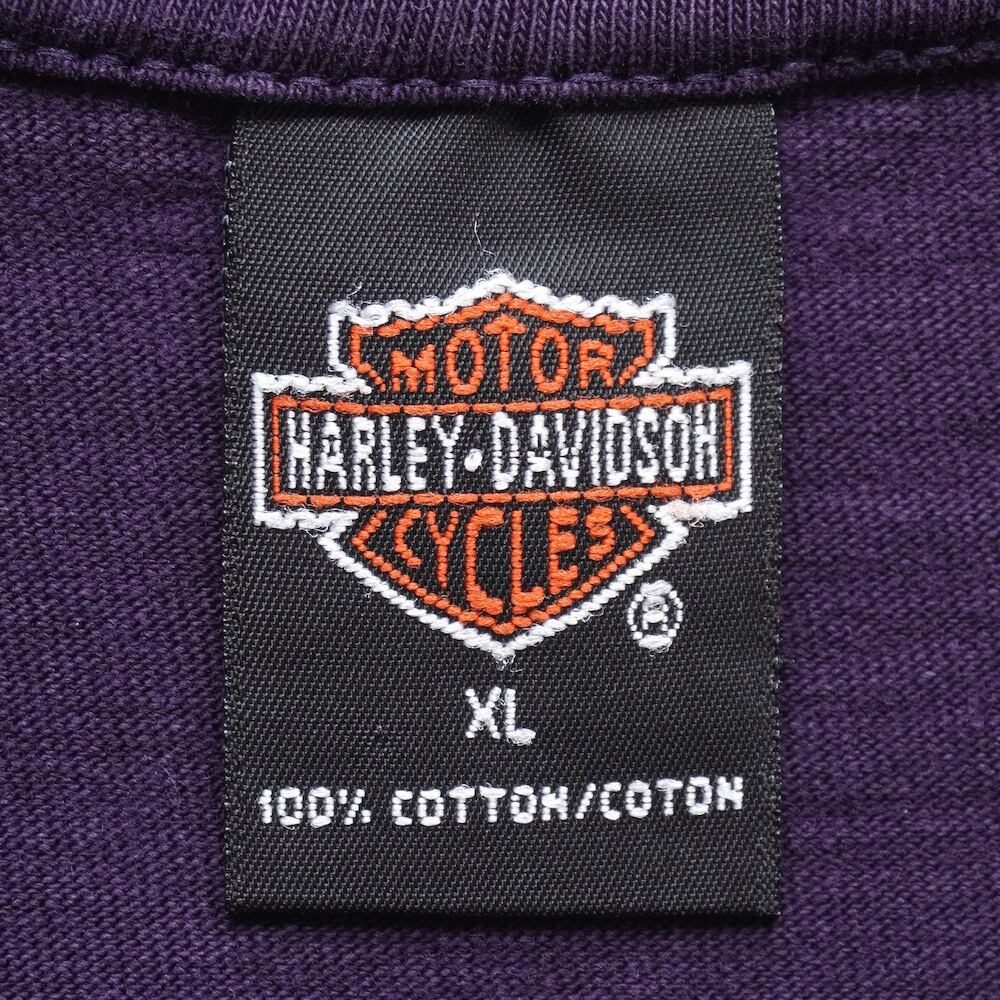 MOTOR
HARLEY·DAVIDSON
CYCLES
®
XL
100% COTTON/COTON